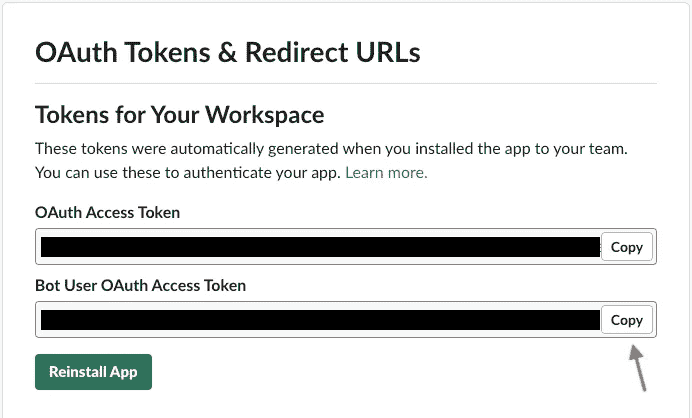 OAuth Tokens & Redirect URLs
Tokens for Your Workspace
These tokens were automatically generated when you installed the app to your team.
You can use these to authenticate your app. Learn more.
OAuth Access Token
Copy
Bot User OAuth Access Token
Copy
Reinstall App